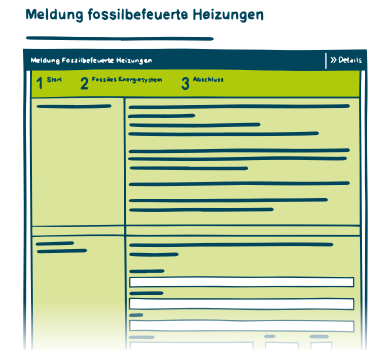 Meldung fossilbefeuerte Heizungen
Meldung Fossilbefeuerte Heizungen
» Details
1 Start 2 Fossiles Energiesystem 3 Abschluss